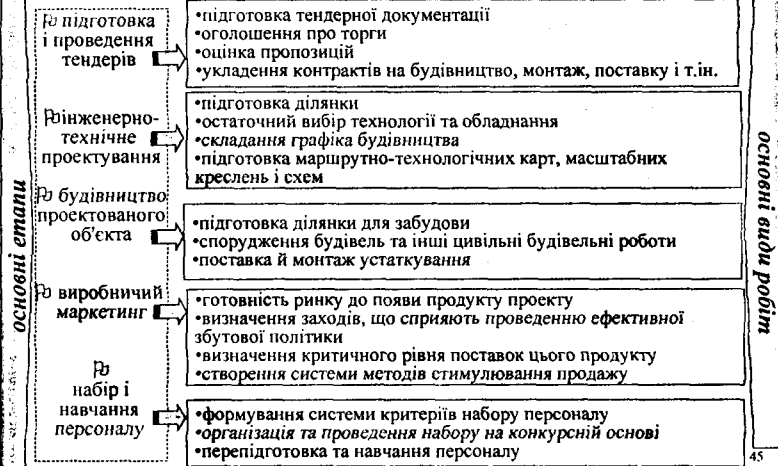 основні етапи
підготовка
і проведення
тендерів
•підготовка тендерної документації
•оголошення про торги
•оцінка пропозицій
•укладення контрактів на будівництво, монтаж, поставку і т.ін.
інженерно-
технічне
проектування
•підготовка ділянки
•остаточний вибір технології та обладнання
•складання графіка будівництва
•підготовка маршрутно-технологічних карт, масштабних
креслень і схем
будівництво
проектованого
об'єкта
•підготовка ділянки для забудови
•спорудження будівель та інші цивільні будівельні роботи
•поставка й монтаж устаткування
виробничий
маркетинг
•готовність ринку до появи продукту проекту
•визначення заходів, що сприяють проведенню ефективної
збутової політики
•визначення критичного рівня поставок цього продукту
•створення системи методів стимулювання продажу
набір і
навчання
персоналу
•формування системи критеріїв набору персоналу
•організація та проведення набору на конкурсній основі
•перепідготовка та навчання персоналу
основні види робіт
45